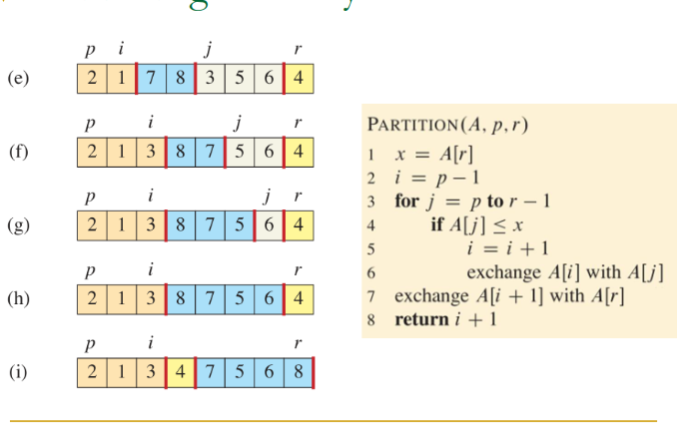 p i j r
(e) 2 1 7 8 3 5 6 4
p i j r
(f) 2 1 3 8 7 5 6 4
p i j r
(g) 2 1 3 8 7 5 6 4
p i r
(h) 2 1 3 8 7 5 6 4
p i r
(i) 2 1 3 4 7 5 6 8
PARTITION(A, p, r)
1 x = A[r]
2 i = p − 1
3 for j = p to r − 1
4 if A[j] ≤ x
5 i = i + 1
6 exchange A[i] with A[j]
7 exchange A[i + 1] with A[r]
8 return i + 1